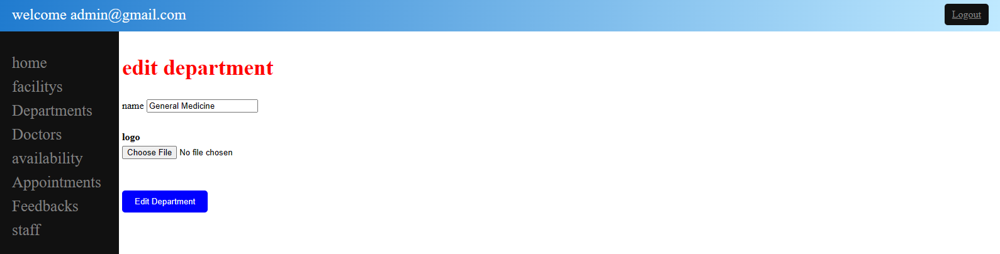 welcome admin@gmail.com
Logout
home
facilitys
Departments
Doctors
availability
Appointments
Feedbacks
staff
edit department
name General Medicine
logo
Choose File No file chosen
Edit Department